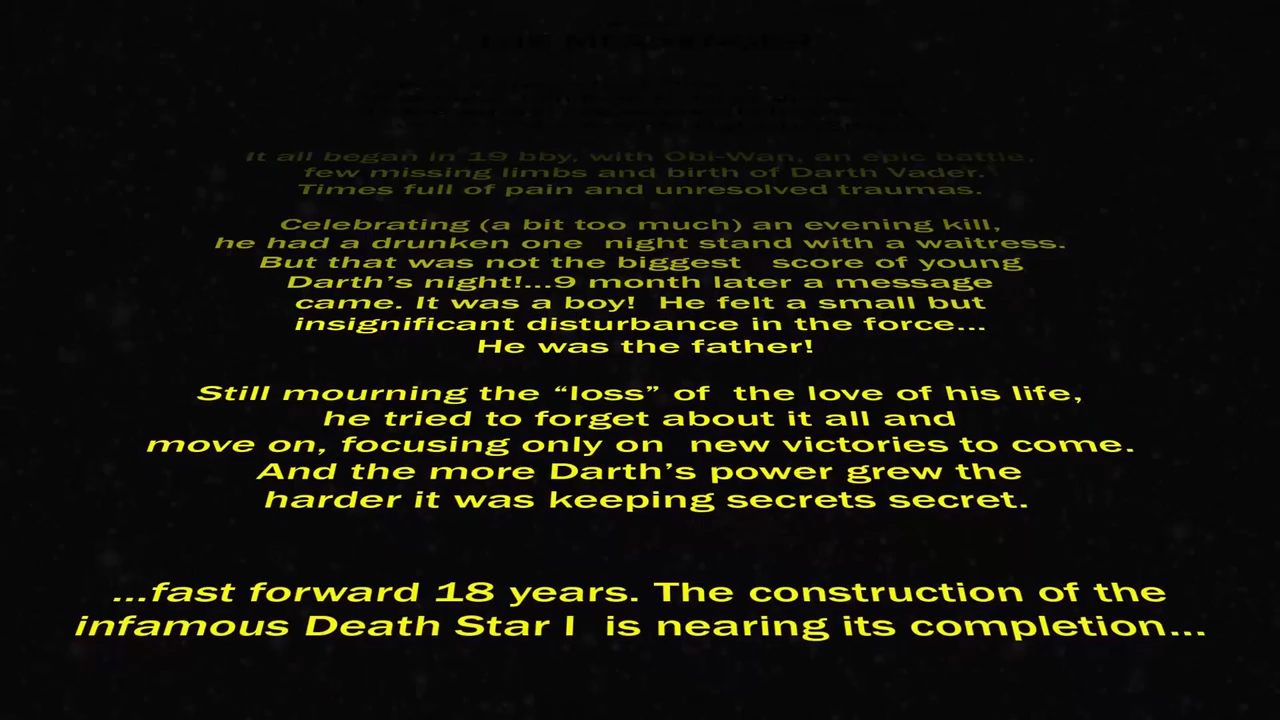 It all began in 19 bby, with Obi-Wan, an epic battle,
few missing limbs and birth of Darth Vader.
Times full of pain and unresolved traumas.
Celebrating (a bit too much) an evening kill,
he had a drunken one night stand with a waitress.
But that was not the biggest score of young
Darth’s night!...9 month later a message
came. It was a boy! He felt a small but
insignificant disturbance in the force...
He was the father!
Still mourning the “loss” of the love of his life,
he tried to forget about it all and
move on, focusing only on new victories to come.
And the more Darth’s power grew the
harder it was keeping secrets secret.
...fast forward 18 years. The construction of the
infamous Death Star I is nearing its completion...